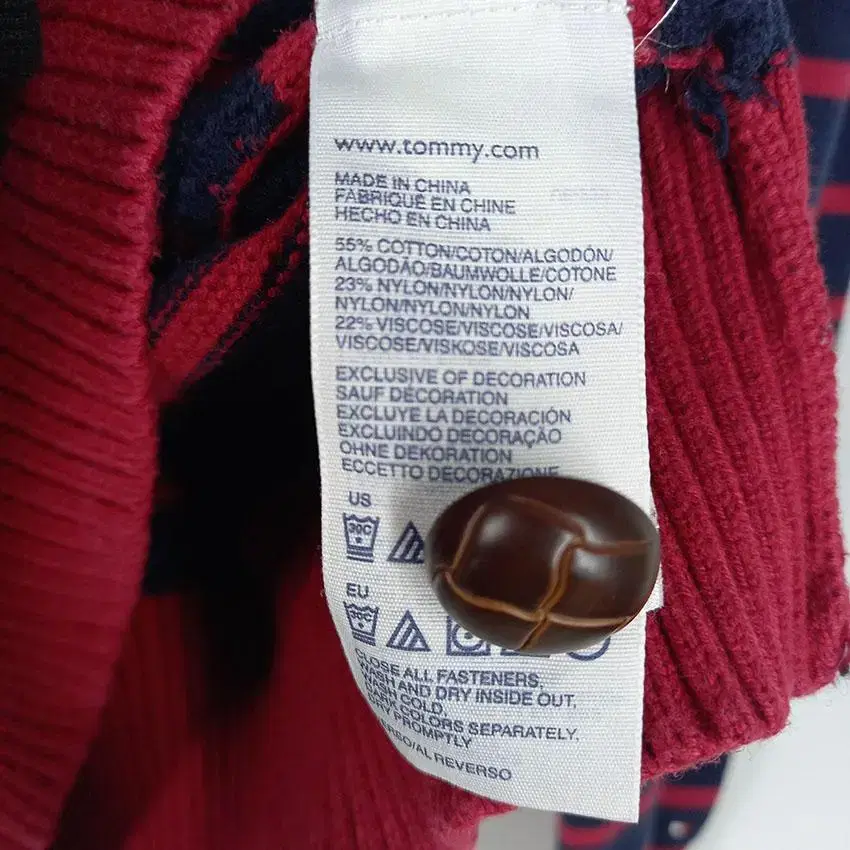 www.tommy.com
MADE IN CHINA
FABRIQUÉ EN CHINE
HECHO EN CHINA
55% COTTON/COTON/ALGODÓN/
ALGODÃO/BAUMWOLLE/COTONE
23% NYLON/NYLON/NYLON/
NYLON/NYLON/NYLON
22% VISCOSE/VISCOSE/VISCOSA/
VISCOSE/VISKOSE/VISCOSA
EXCLUSIVE OF DECORATION
SAUF DÉCORATION
EXCLUYE LA DECORACIÓN
EXCLUINDO DECORAÇÃO
OHNE DEKORATION
ECCETTO DECORAZIONE
US
30C
EU
30C
CLOSE ALL FASTENERS,
WASH AND DRY INSIDE OUT,
COLD,
COLORS SEPARATELY,
PROMPTLY
/AL REVERSO